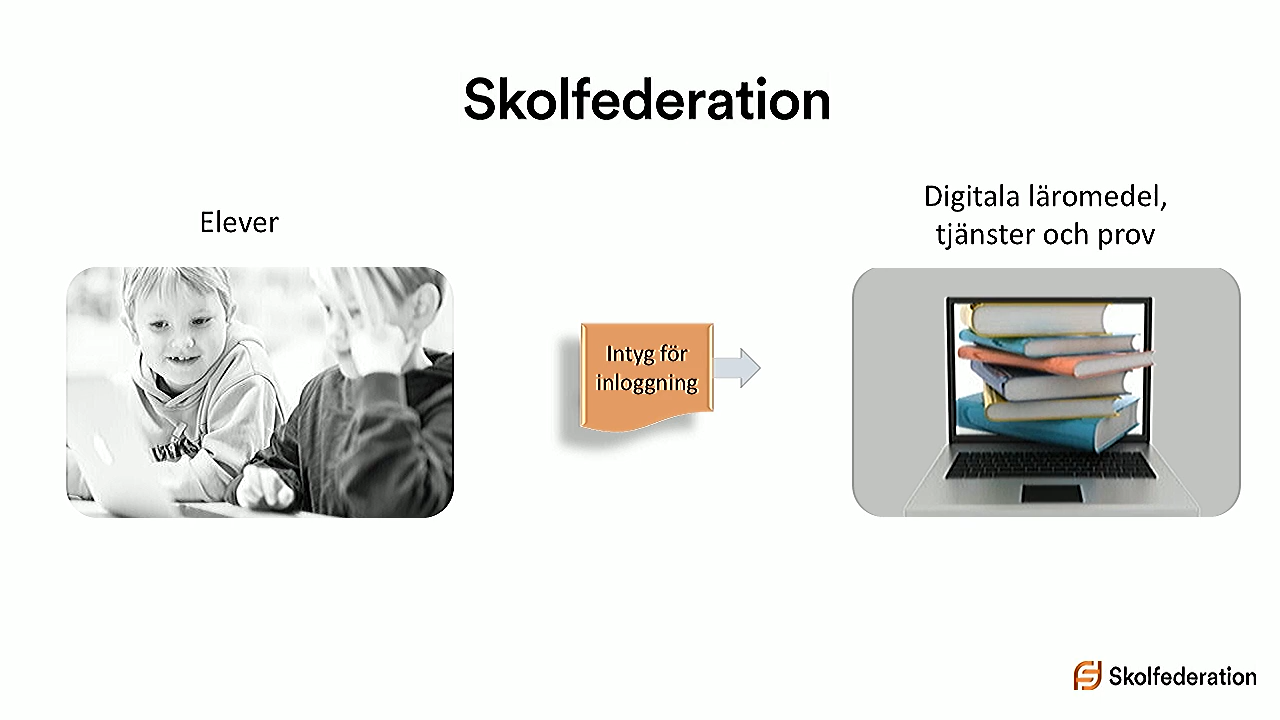 Skolfederation
Elever
Digitala läromedel,
tjänster och prov
Intyg för
inloggning
Skolfederation